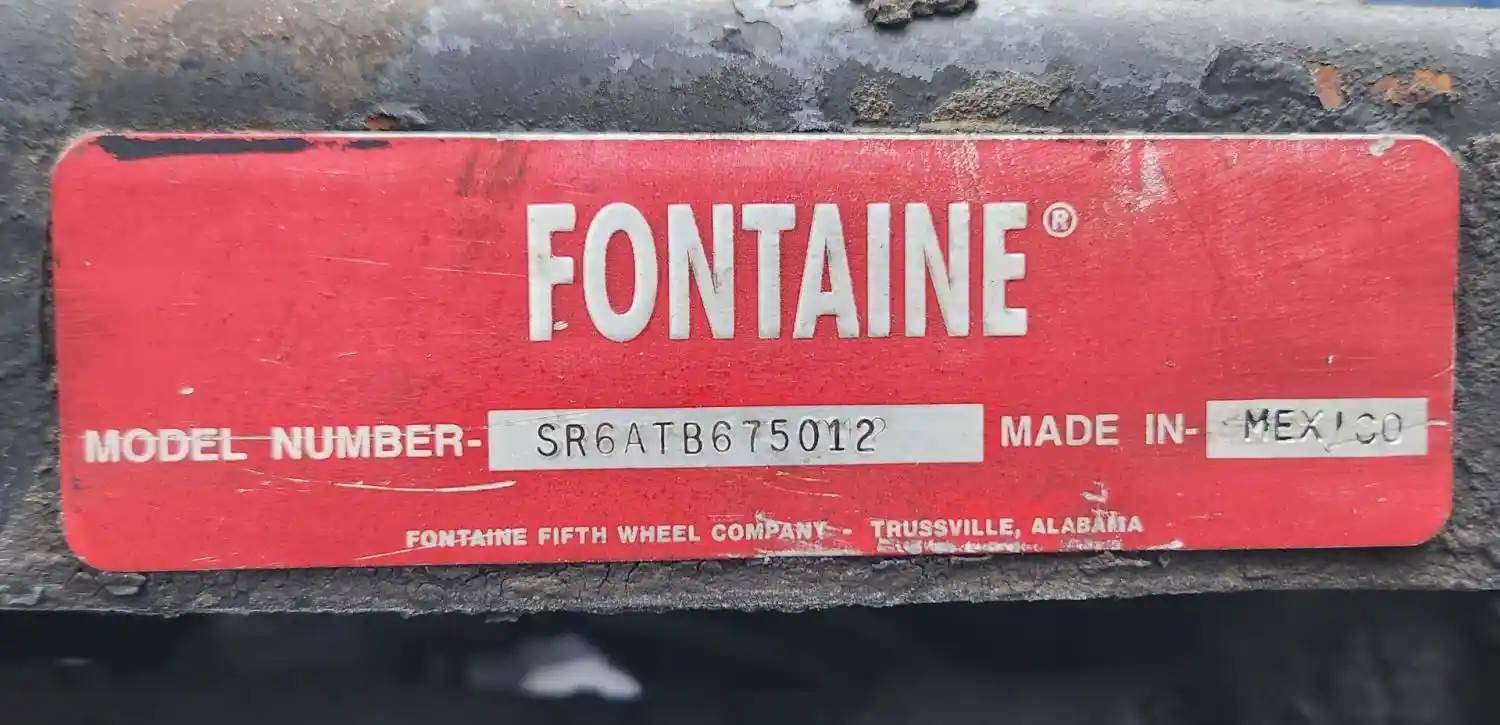 FONTAINE®
MODEL NUMBER- SR6ATB675012 MADE IN- MEXICO
FONTAINE FIFTH WHEEL COMPANY - TRUSSVILLE, ALABAMA